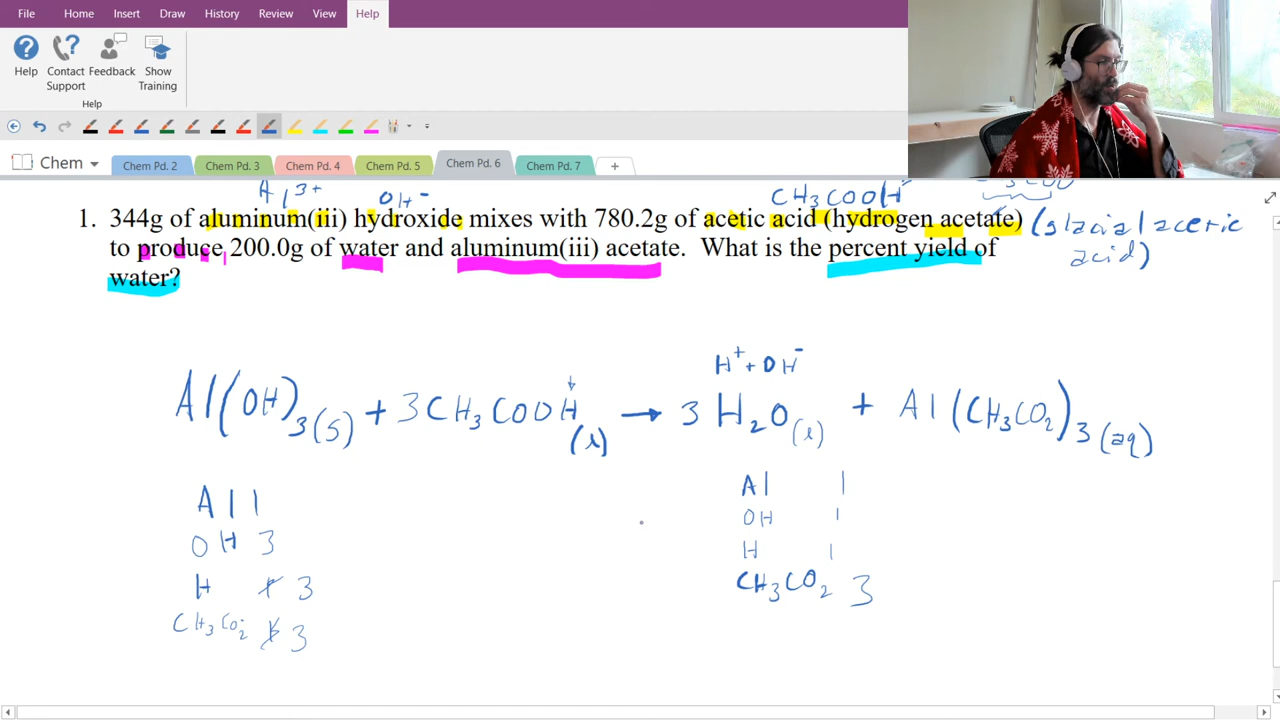 File Home Insert Draw History Review View Help
Help Contact Support Feedback Show Training
Help
Chem Chem Pd. 2 Chem Pd. 3 Chem Pd. 4 Chem Pd. 5 Chem Pd. 6 Chem Pd. 7 +
Al3+ OH- CH3COOH
1. 344g of aluminum(iii) hydroxide mixes with 780.2g of acetic acid (hydrogen acetate) (glacial acetic
to produce 200.0g of water and aluminum(iii) acetate. What is the percent yield of acid)
water?
H+ + OH-
Al(OH)3(s) + 3CH3COOH(l) → 3 H2O(l) + Al(CH3CO2)3(aq)
Al 1 Al 1
OH 3 OH 1
H 1 3 H 1
CH3CO2- 1 3 CH3CO2 3